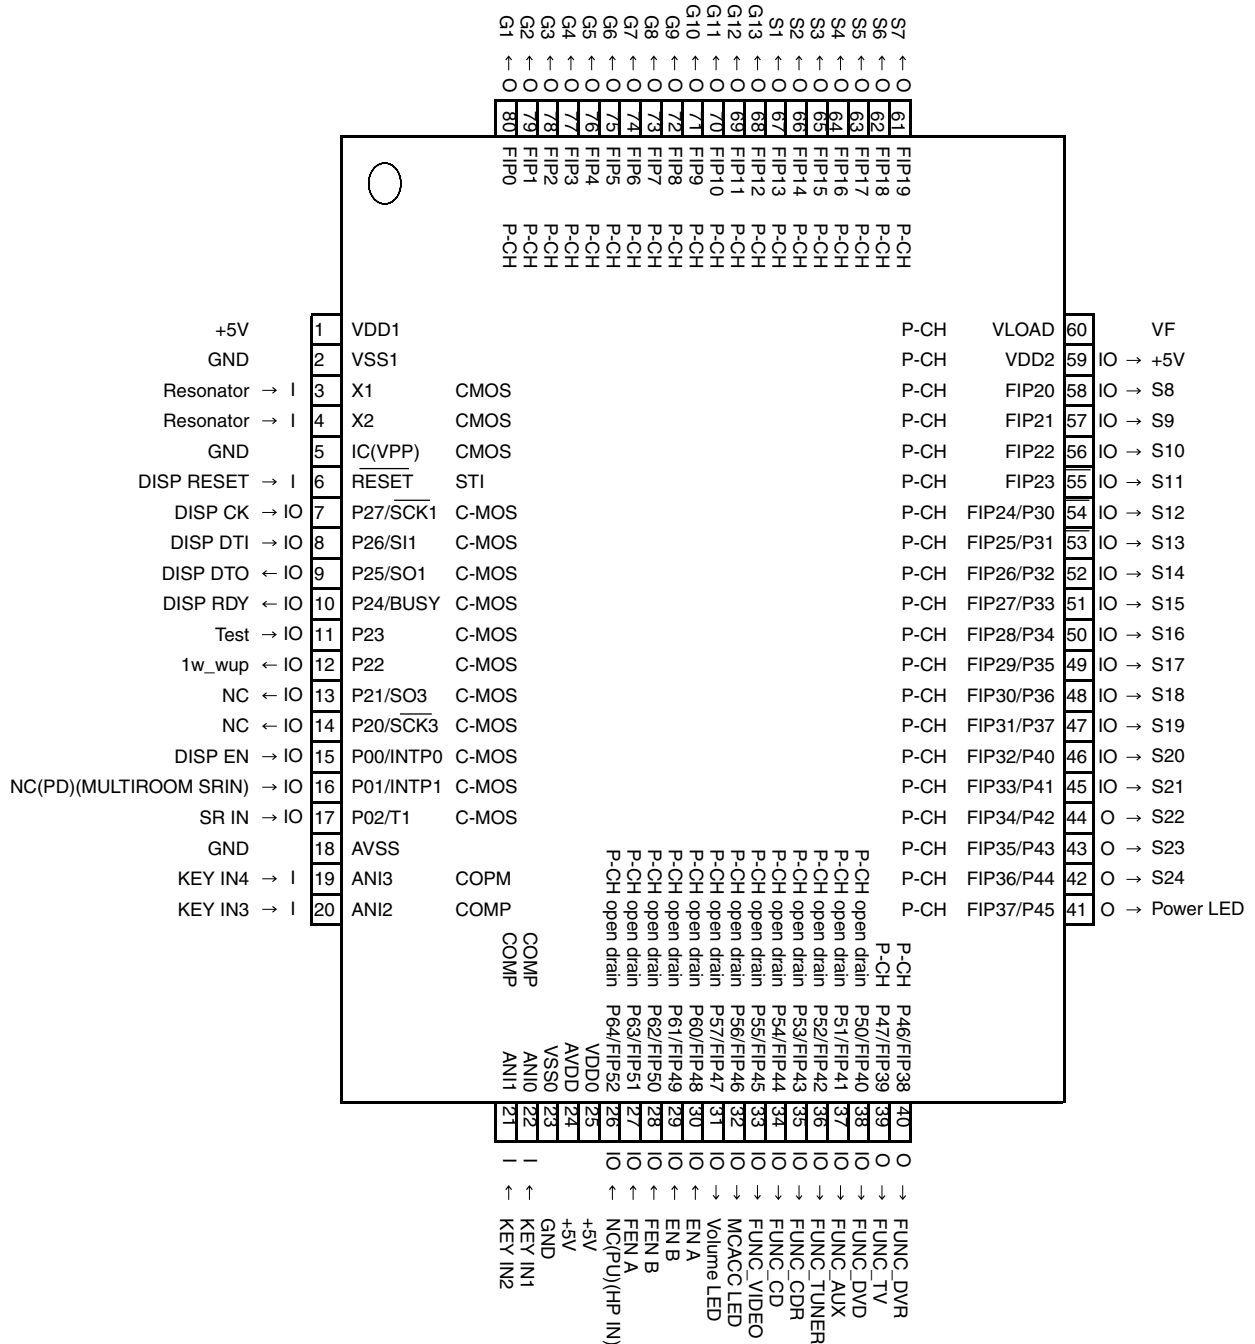 G1 ← O 80 FIP0 P-CH
G2 ← O 79 FIP1 P-CH
G3 ← O 78 FIP2 P-CH
G4 ← O 77 FIP3 P-CH
G5 ← O 76 FIP4 P-CH
G6 ← O 75 FIP5 P-CH
G7 ← O 74 FIP6 P-CH
G8 ← O 73 FIP7 P-CH
G9 ← O 72 FIP8 P-CH
G10 ← O 71 FIP9 P-CH
G11 ← O 70 FIP10 P-CH
G12 ← O 69 FIP11 P-CH
G13 ← O 68 FIP12 P-CH
S1 ← O 67 FIP13 P-CH
S2 ← O 66 FIP14 P-CH
S3 ← O 65 FIP15 P-CH
S4 ← O 64 FIP16 P-CH
S5 ← O 63 FIP17 P-CH
S6 ← O 62 FIP18 P-CH
S7 ← O 61 FIP19 P-CH
+5V 1 VDD1
GND 2 VSS1
Resonator → I 3 X1 CMOS
Resonator → I 4 X2 CMOS
GND 5 IC(VPP) CMOS
DISP RESET → I 6 RESET STI
DISP CK → IO 7 P27/SCK1 C-MOS
DISP DTI → IO 8 P26/SI1 C-MOS
DISP DTO ← IO 9 P25/SO1 C-MOS
DISP RDY ← IO 10 P24/BUSY C-MOS
Test → IO 11 P23 C-MOS
1w_wup ← IO 12 P22 C-MOS
NC ← IO 13 P21/SO3 C-MOS
NC ← IO 14 P20/SCK3 C-MOS
DISP EN → IO 15 P00/INTP0 C-MOS
NC(PD)(MULTIROOM SRIN) → IO 16 P01/INTP1 C-MOS
SR IN → IO 17 P02/T1 C-MOS
GND 18 AVSS
KEY IN4 → I 19 ANI3 COPM
KEY IN3 → I 20 ANI2 COMP
P-CH VLOAD 60 VF
P-CH VDD2 59 IO → +5V
P-CH FIP20 58 IO → S8
P-CH FIP21 57 IO → S9
P-CH FIP22 56 IO → S10
P-CH FIP23 55 IO → S11
P-CH FIP24/P30 54 IO → S12
P-CH FIP25/P31 53 IO → S13
P-CH FIP26/P32 52 IO → S14
P-CH FIP27/P33 51 IO → S15
P-CH FIP28/P34 50 IO → S16
P-CH FIP29/P35 49 IO → S17
P-CH FIP30/P36 48 IO → S18
P-CH FIP31/P37 47 IO → S19
P-CH FIP32/P40 46 IO → S20
P-CH FIP33/P41 45 IO → S21
P-CH FIP34/P42 44 O → S22
P-CH FIP35/P43 43 O → S23
P-CH FIP36/P44 42 O → S24
P-CH FIP37/P45 41 O → Power LED
COMP ANI1 21 I ← KEY IN2
COMP ANI0 22 I ← KEY IN1
VSS0 23 GND
AVDD 24 +5V
VDD0 25 +5V
P-CH open drain P64/FIP52 26 IO ← NC(PU)(HP IN)
P-CH open drain P63/FIP51 27 IO ← FEN A
P-CH open drain P62/FIP50 28 IO ← FEN B
P-CH open drain P61/FIP49 29 IO ← EN B
P-CH open drain P60/FIP48 30 IO ← EN A
P-CH open drain P57/FIP47 31 IO → Volume LED
P-CH open drain P56/FIP46 32 IO → MCACC LED
P-CH open drain P55/FIP45 33 IO → FUNC_VIDEO
P-CH open drain P54/FIP44 34 IO → FUNC_CD
P-CH open drain P53/FIP43 35 IO → FUNC_CDR
P-CH open drain P52/FIP42 36 IO → FUNC_TUNER
P-CH open drain P51/FIP41 37 IO → FUNC_AUX
P-CH open drain P50/FIP40 38 IO → FUNC_DVD
P-CH P47/FIP39 39 O → FUNC_TV
P-CH P46/FIP38 40 O → FUNC_DVR